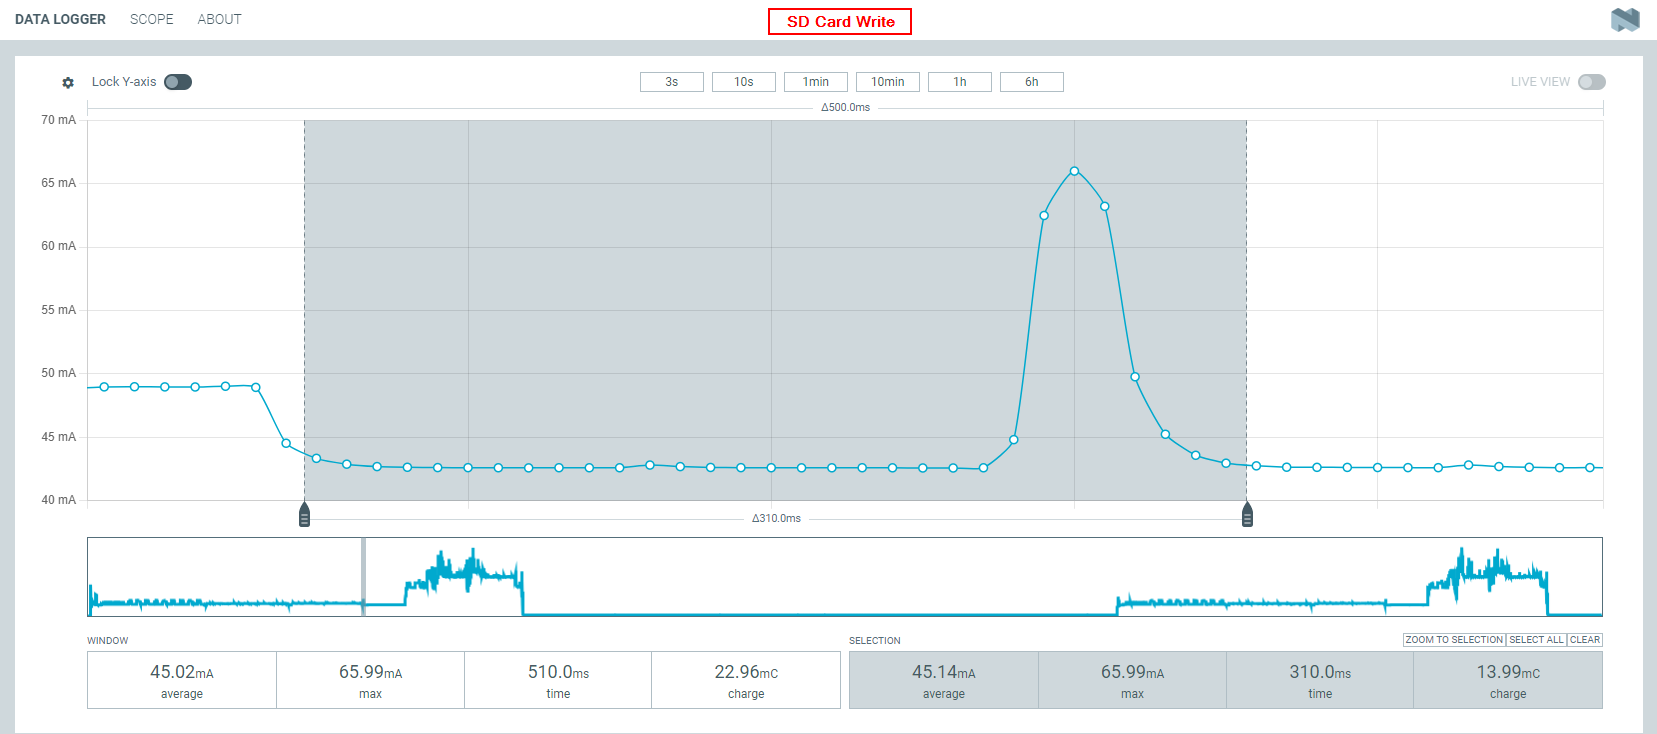 DATA LOGGER SCOPE ABOUT SD Card Write
Lock Y-axis 3s 10s 1min 10min 1h 6h LIVE VIEW
Δ500.0ms
70 mA
65 mA
60 mA
55 mA
50 mA
45 mA
40 mA
Δ310.0ms
WINDOW SELECTION ZOOM TO SELECTION SELECT ALL CLEAR
45.02mA 65.99mA 510.0ms 22.96mC 45.14mA 65.99mA 310.0ms 13.99mC
average max time charge average max time charge